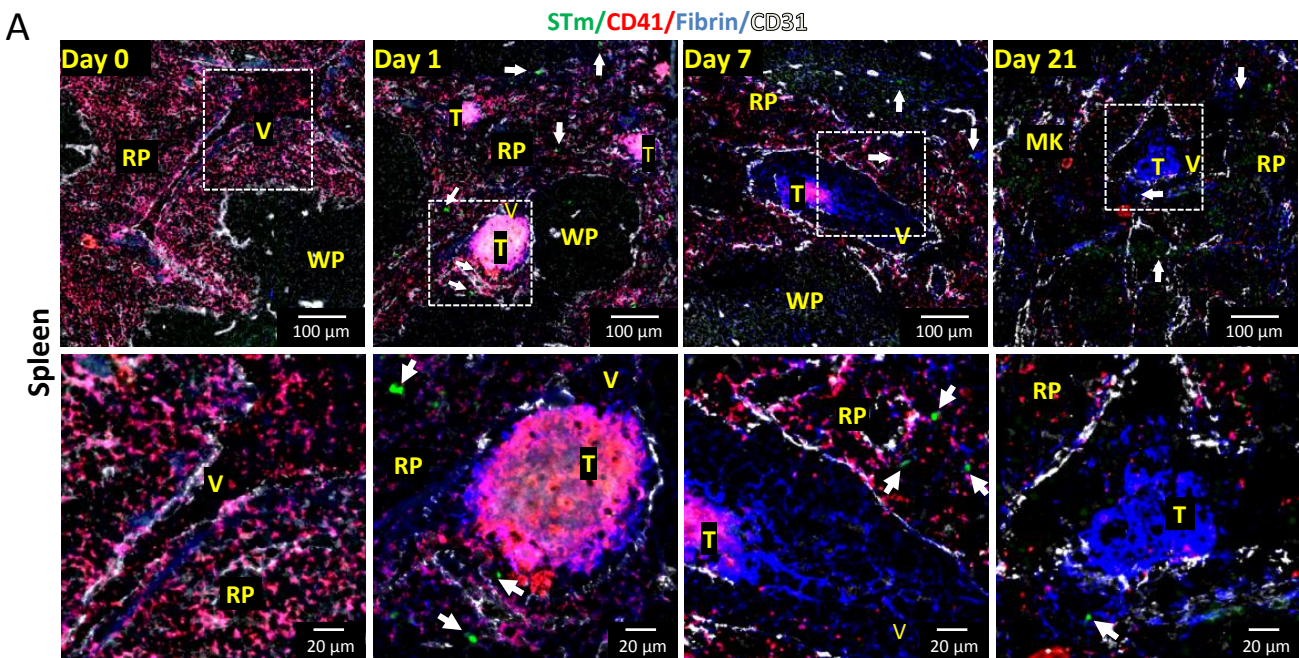 A
STm/CD41/Fibrin/CD31
Spleen
Day 0
RP
V
WP
100 µm
Day 1
T
RP
T
V
T
WP
100 µm
Day 7
RP
T
V
WP
100 µm
Day 21
MK
T
V
RP
100 µm
V
RP
20 µm
V
T
RP
20 µm
RP
T
V
20 µm
RP
T
20 µm